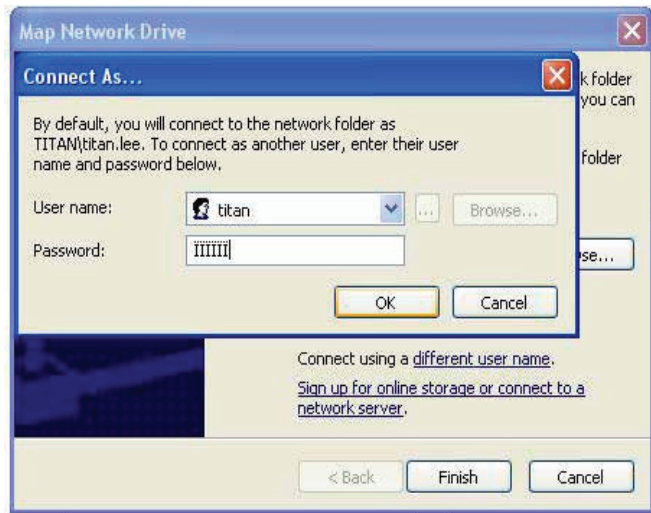 Map Network Drive
Connect As...
k folder
you can
By default, you will connect to the network folder as
TITAN\titan.lee. To connect as another user, enter their user
name and password below.
folder
User name:
titan
...
Browse...
Password:
ÏÏÏÏÏÏ
se...
OK
Cancel
Connect using a different user name.
Sign up for online storage or connect to a
network server.
< Back
Finish
Cancel